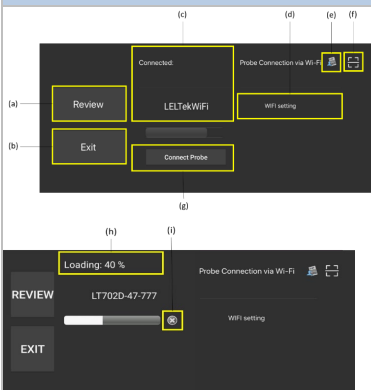 (c)
(d)
(e)
(f)
Connected:
Probe Connection via Wi-Fi
(a)
Review
LELTekWiFi
WIFI setting
(b)
Exit
Connect Probe
(g)
(h)
(i)
Loading: 40 %
Probe Connection via Wi-Fi
REVIEW
LT702D-47-777
WIFI setting
EXIT